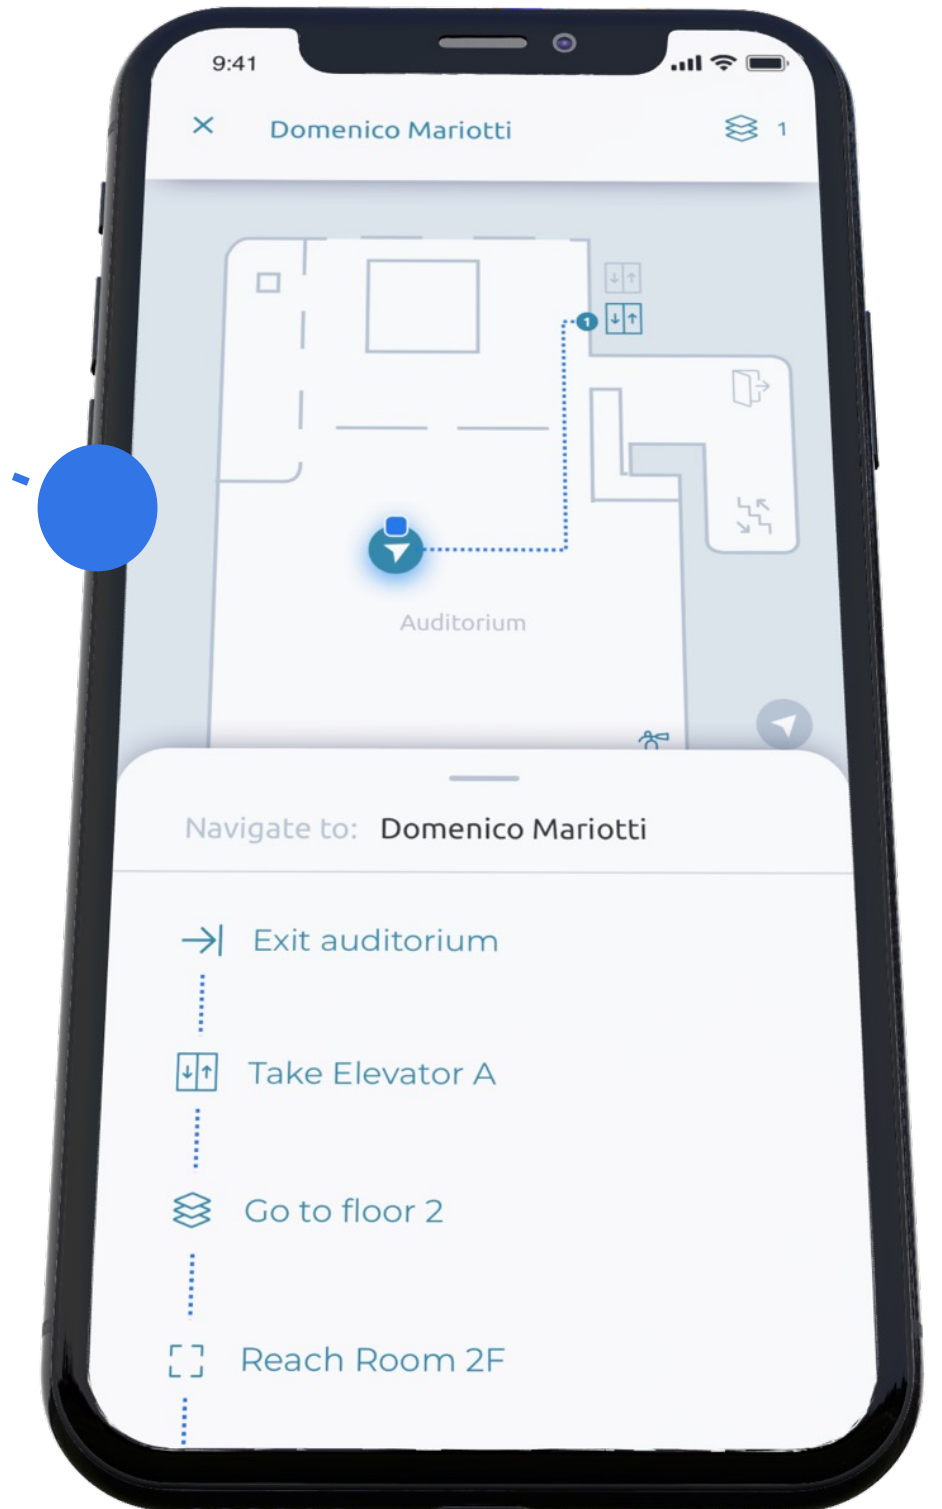 9:41
Domenico Mariotti
1
1
Auditorium
Navigate to: Domenico Mariotti
Exit auditorium
Take Elevator A
Go to floor 2
Reach Room 2F